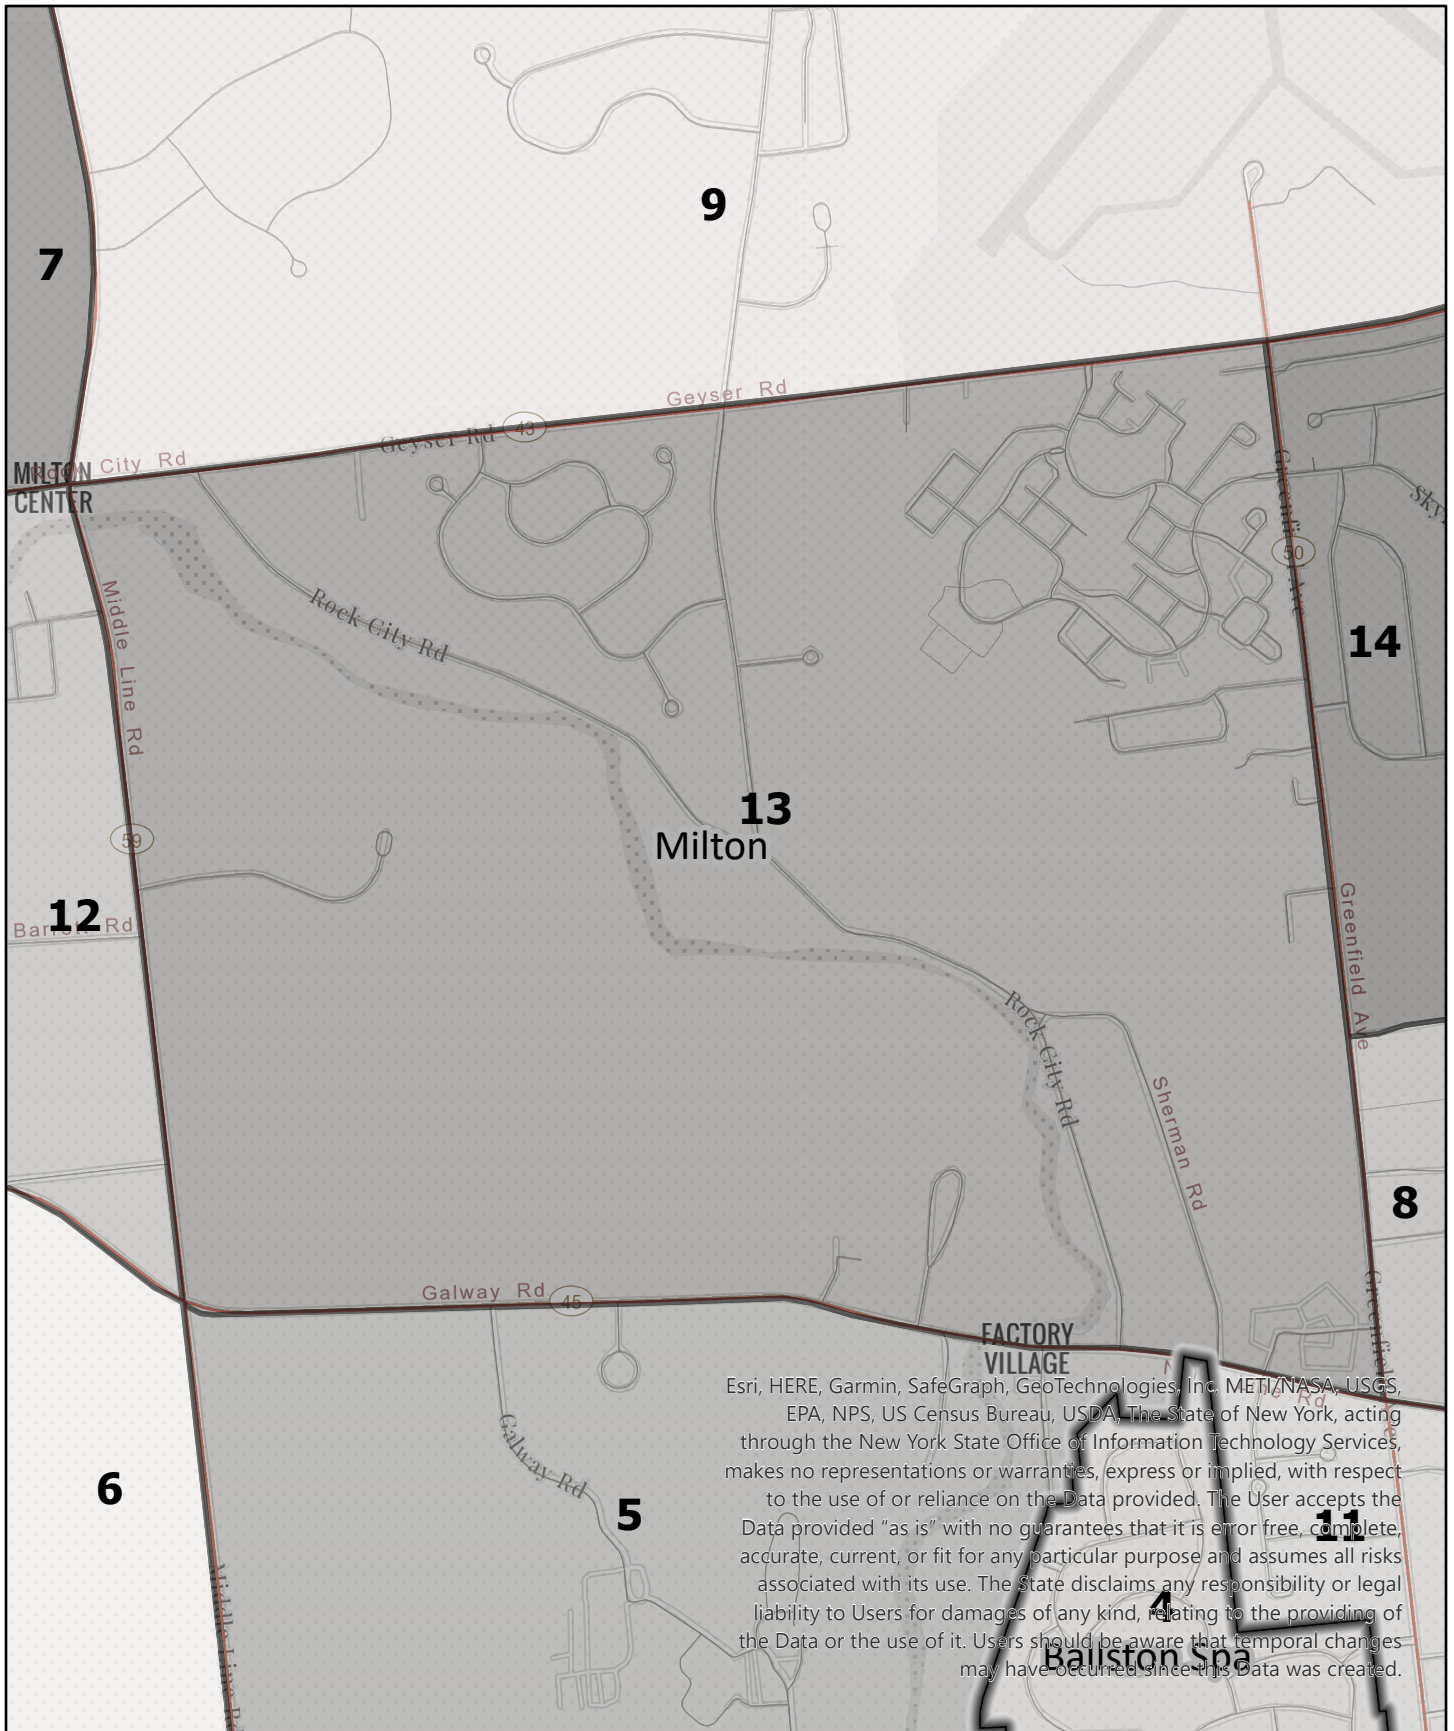 9
7
Geyser Rd
Geyser Rd
43
Rock City Rd
MILTON
CENTER
Greenfield Ave
50
Middle Line Rd
Rock City Rd
14
13
Milton
59
12
Barrett Rd
Greenfield Ave
Rock City Rd
Sherman Rd
8
Galway Rd
45
FACTORY
VILLAGE
Esri, HERE, Garmin, SafeGraph, GeoTechnologies, Inc, METI/NASA, USGS,
EPA, NPS, US Census Bureau, USDA, The State of New York, acting
through the New York State Office of Information Technology Services,
makes no representations or warranties, express or implied, with respect
to the use of or reliance on the Data provided. The User accepts the
Data provided “as is” with no guarantees that it is error free, complete,
accurate, current, or fit for any particular purpose and assumes all risks
associated with its use. The State disclaims any responsibility or legal
liability to Users for damages of any kind, relating to the providing of
the Data or the use of it. Users should be aware that temporal changes
may have occurred since this Data was created.
Galway Rd
6
5
11
4
Ballston Spa
Middle Line Rd